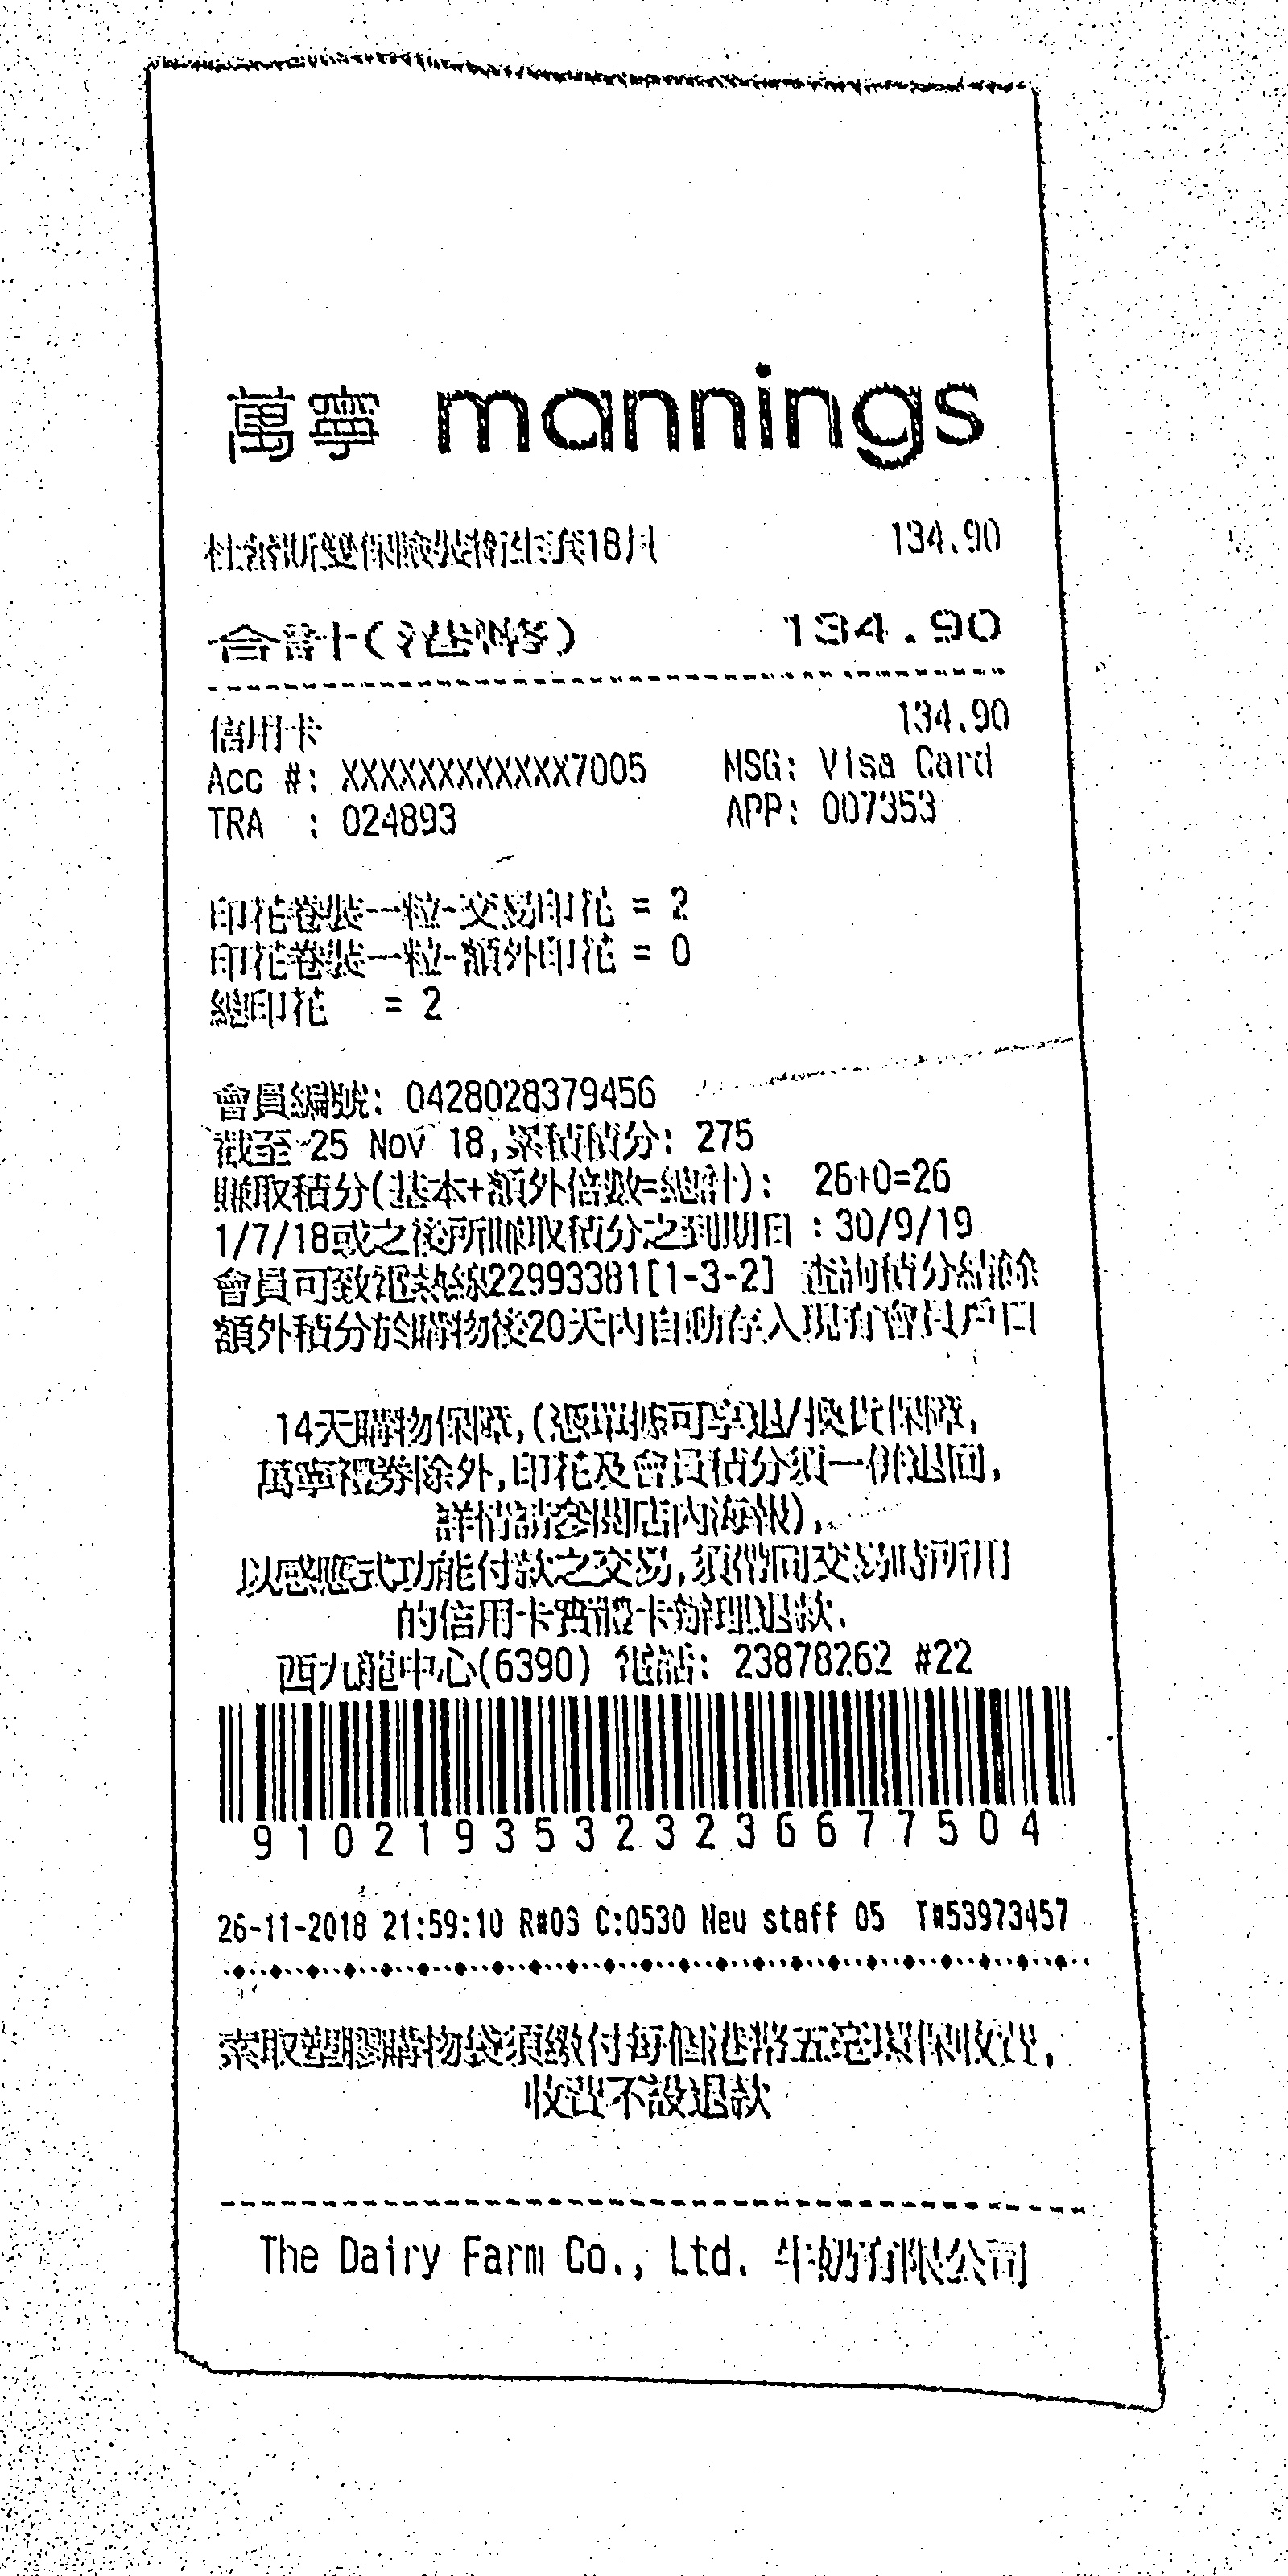 萬寧 mannings
杜蕾斯雙保險裝衛生套18片 134.90
合計(港幣) 134.90
信用卡 134.90
Acc #: XXXXXXXXXXXX7005 MSG: Visa Card
TRA : 024893 APP: 007353
印花卷裝一粒-交易印花 = 2
印花卷裝一粒-額外印花 = 0
總印花 = 2
會員編號: 0428028379456
截至 25 Nov 18,累積積分: 275
賺取積分(基本+額外倍數=總計): 26+0=26
1/7/18或之後所賺取積分之到期日 :30/9/19
會員可致電熱線22993381[1-3-2] 查詢積分結餘
額外積分於購物後20天內自動存入現有會員戶口
14天購物保障,(憑單據可享退/換貨保障,
萬寧禮券除外,印花及會員積分須一併退回,
詳情請參閱店內海報),
以感應式功能付款之交易,須帶同交易時所用
的信用卡到辦理退款.
西九龍中心(6390) 電話: 23878262 #22
9102193532323667 7504
26-11-2018 21:59:10 R#03 C:0530 New staff 05 T#53973457
索取塑膠購物袋須繳付每個港幣五毫環保收費,
收費不設退款
The Dairy Farm Co., Ltd. 牛奶有限公司